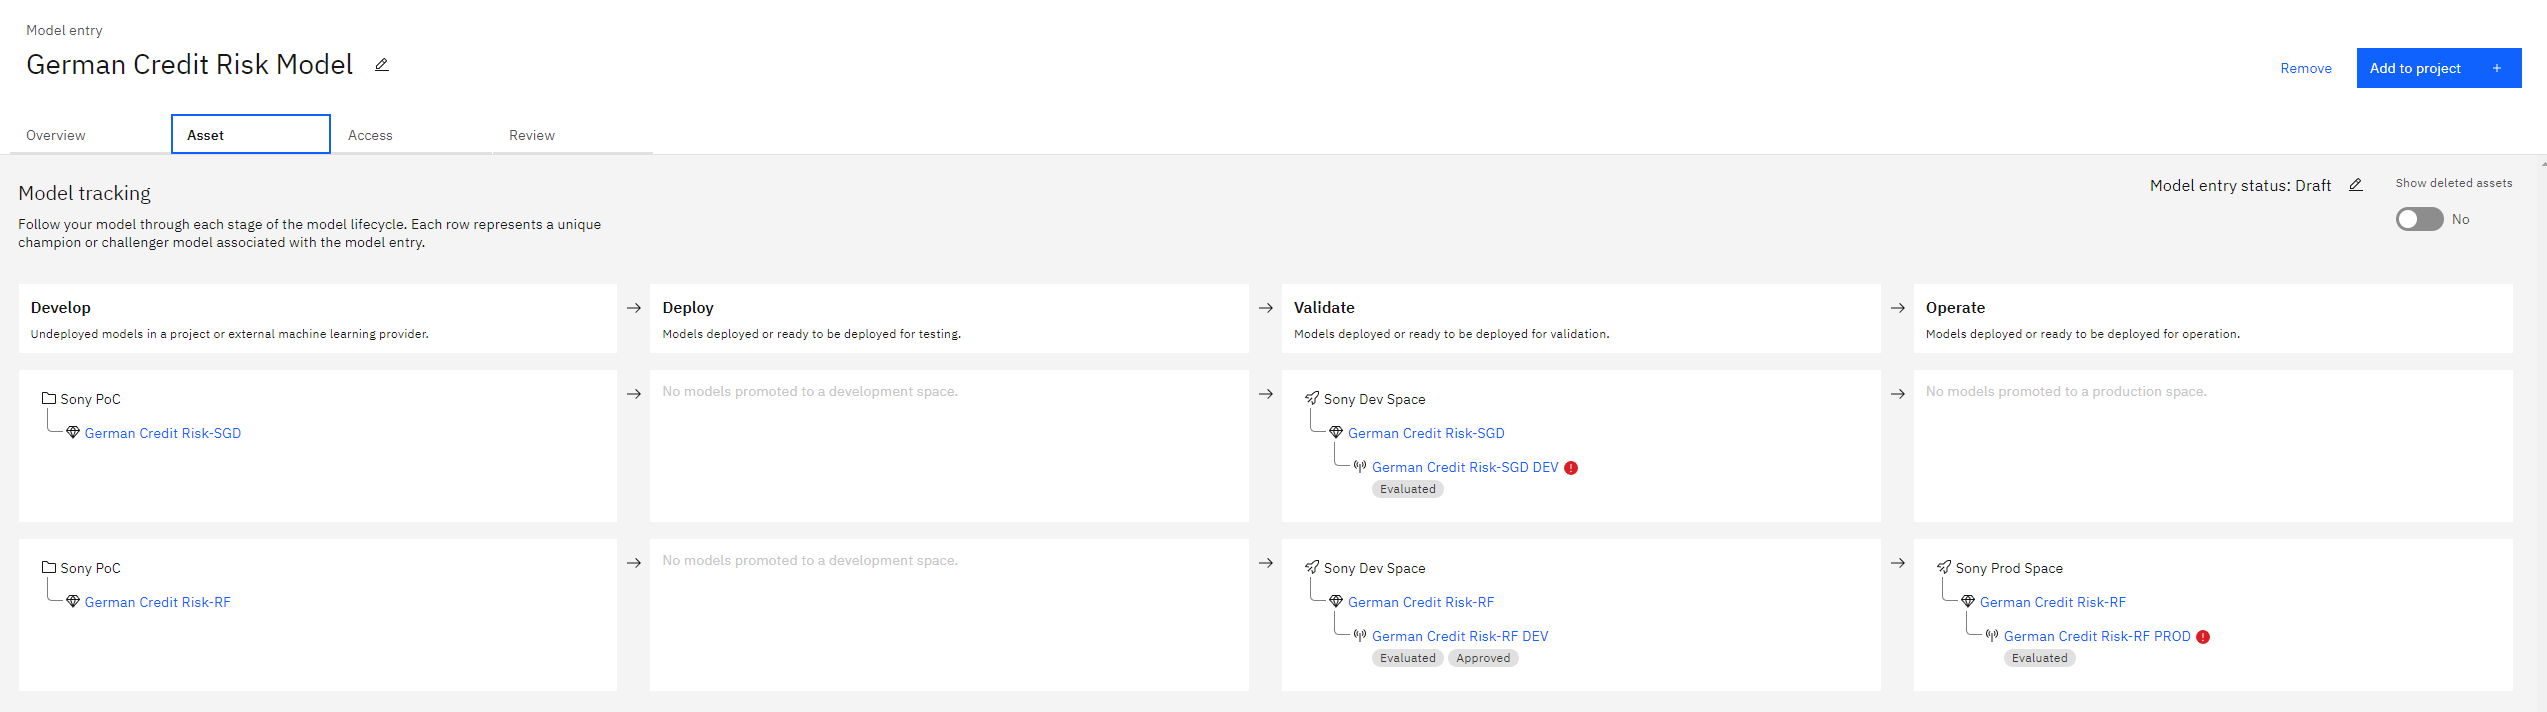 Model entry
German Credit Risk Model
Remove
Add to project
Overview
Asset
Access
Review
Model tracking
Follow your model through each stage of the model lifecycle. Each row represents a unique
champion or challenger model associated with the model entry.
Model entry status: Draft
Show deleted assets
No
Develop
Undeployed models in a project or external machine learning provider.
Deploy
Models deployed or ready to be deployed for testing.
Validate
Models deployed or ready to be deployed for validation.
Operate
Models deployed or ready to be deployed for operation.
Sony PoC
German Credit Risk-SGD
No models promoted to a development space.
Sony Dev Space
German Credit Risk-SGD
German Credit Risk-SGD DEV
Evaluated
No models promoted to a production space.
Sony PoC
German Credit Risk-RF
No models promoted to a development space.
Sony Dev Space
German Credit Risk-RF
German Credit Risk-RF DEV
Evaluated Approved
Sony Prod Space
German Credit Risk-RF
German Credit Risk-RF PROD
Evaluated